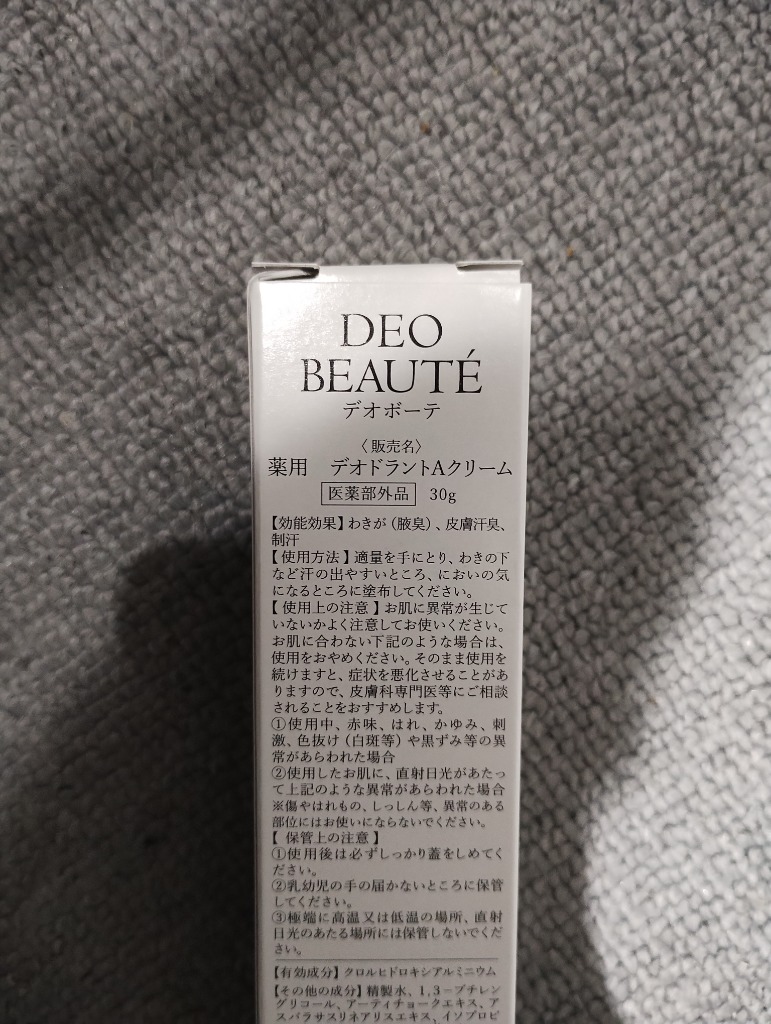 DEO
BEAUTÉ
デオボーテ
〈販売名〉
薬用 デオドラントAクリーム
医薬部外品 30g
【効能効果】わきが（腋臭）、皮膚汗臭、
制汗
【使用方法】適量を手にとり、わきの下
など汗の出やすいところ、においの気
になるところに塗布してください。
【使用上の注意】お肌に異常が生じて
いないかよく注意してお使いください。
お肌に合わない下記のような場合は、
使用をおやめください。そのまま使用を
続けますと、症状を悪化させることがあ
りますので、皮膚科専門医等にご相談
されることをおすすめします。
①使用中、赤味、はれ、かゆみ、刺
激、色抜け（白斑等）や黒ずみ等の異
常があらわれた場合
②使用したお肌に、直射日光があたっ
て上記のような異常があらわれた場合
※傷やはれもの、しっしん等、異常のある
部位にはお使いにならないでください。
【保管上の注意】
①使用後は必ずしっかり蓋をしめてく
ださい。
②乳幼児の手の届かないところに保管
してください。
③極端に高温又は低温の場所、直射
日光のあたる場所には保管しないでくだ
さい。
【有効成分】クロルヒドロキシアルミニウム
【その他の成分】精製水、1,3－ブチレン
グリコール、アーティチョークエキス、ア
スパラサスリネアリスエキス、イソプロピ